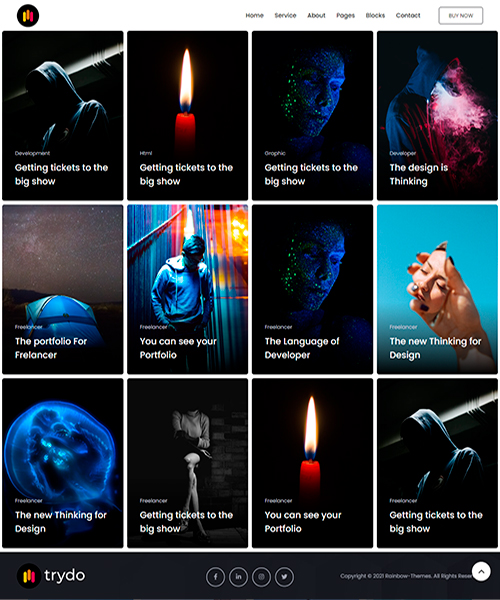 Home Service About Pages Blocks Contact BUY NOW
Development
Getting tickets to the
big show
Html
Getting tickets to the
big show
Graphic
Getting tickets to the
big show
Developer
The design is
Thinking
Freelancer
The portfolio For
Frelancer
Freelancer
You can see your
Portfolio
Freelancer
The Language of
Developer
Freelancer
The new Thinking for
Design
Freelancer
The new Thinking for
Design
Freelancer
Getting tickets to the
big show
Freelancer
You can see your
Portfolio
Freelancer
Getting tickets to the
big show
trydo
Copyright © 2021 Rainbow-Themes. All Rights